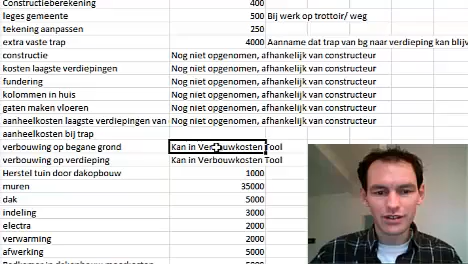 Constructieberekening 400
leges gemeente 500 Bij werk op trottoir/ weg
tekening aanpassen 250
extra vaste trap 4000 Aanname dat trap van bg naar verdieping kan blijv
constructie Nog niet opgenomen, afhankelijk van constructeur
kosten laagste verdiepingen Nog niet opgenomen, afhankelijk van constructeur
fundering Nog niet opgenomen, afhankelijk van constructeur
kolommen in huis Nog niet opgenomen, afhankelijk van constructeur
gaten maken vloeren Nog niet opgenomen, afhankelijk van constructeur
aanheelkosten laagste verdiepingen van Nog niet opgenomen, afhankelijk van constructeur
aanheelkosten bij trap
verbouwing op begane grond Kan in Verbouwkosten Tool
verbouwing op verdieping Kan in Verbouwkosten Tool
Herstel tuin door dakopbouw 1000
muren 35000
dak 5000
indeling 3000
electra 2000
verwarming 2000
afwerking 5000